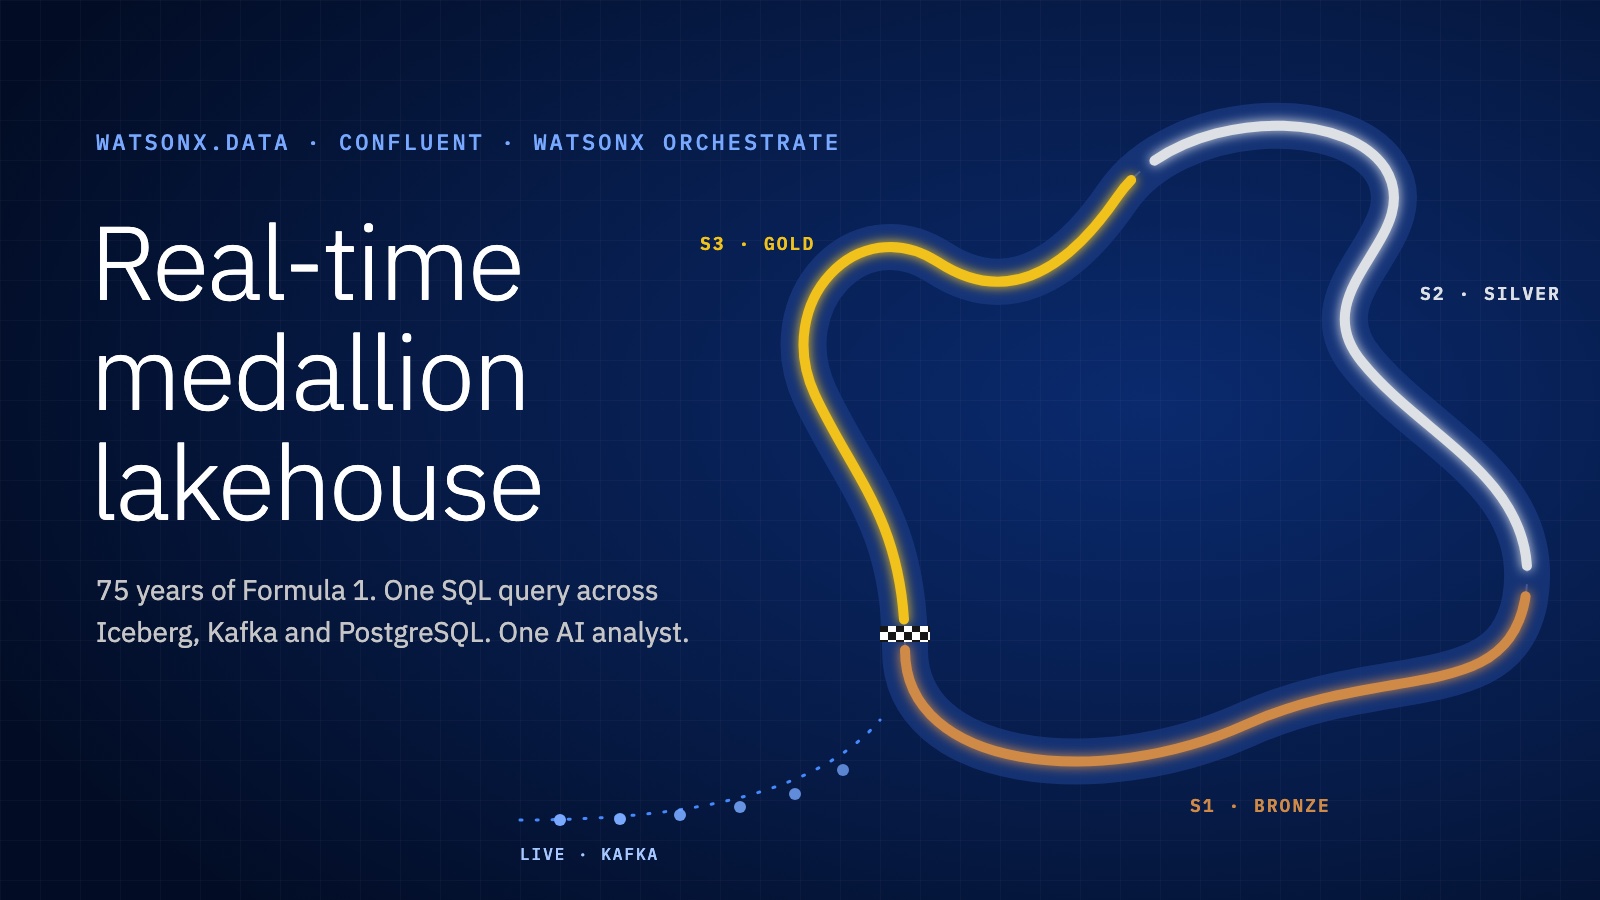 WATSONX.DATA · CONFLUENT · WATSONX ORCHESTRATE
Real-time
medallion
lakehouse
75 years of Formula 1. One SQL query across
Iceberg, Kafka and PostgreSQL. One AI analyst.
S3 · GOLD
S2 · SILVER
S1 · BRONZE
LIVE · KAFKA